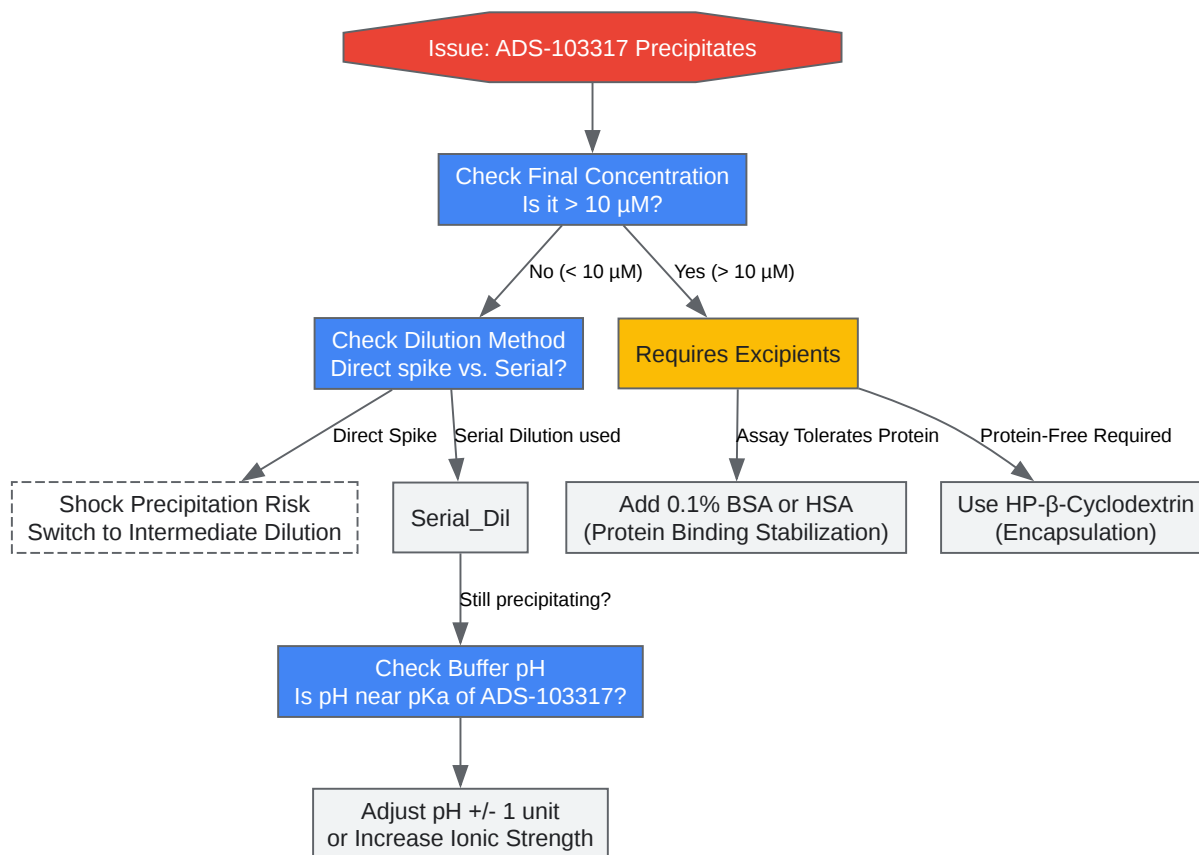 Issue: ADS-103317 Precipitates
Check Final Concentration
Is it > 10 µM?
No (< 10 µM)
Yes (> 10 µM)
Check Dilution Method
Direct spike vs. Serial?
Requires Excipients
Direct Spike
Serial Dilution used
Assay Tolerates Protein
Protein-Free Required
Shock Precipitation Risk
Switch to Intermediate Dilution
Serial_Dil
Add 0.1% BSA or HSA
(Protein Binding Stabilization)
Use HP-β-Cyclodextrin
(Encapsulation)
Still precipitating?
Check Buffer pH
Is pH near pKa of ADS-103317?
Adjust pH +/- 1 unit
or Increase Ionic Strength